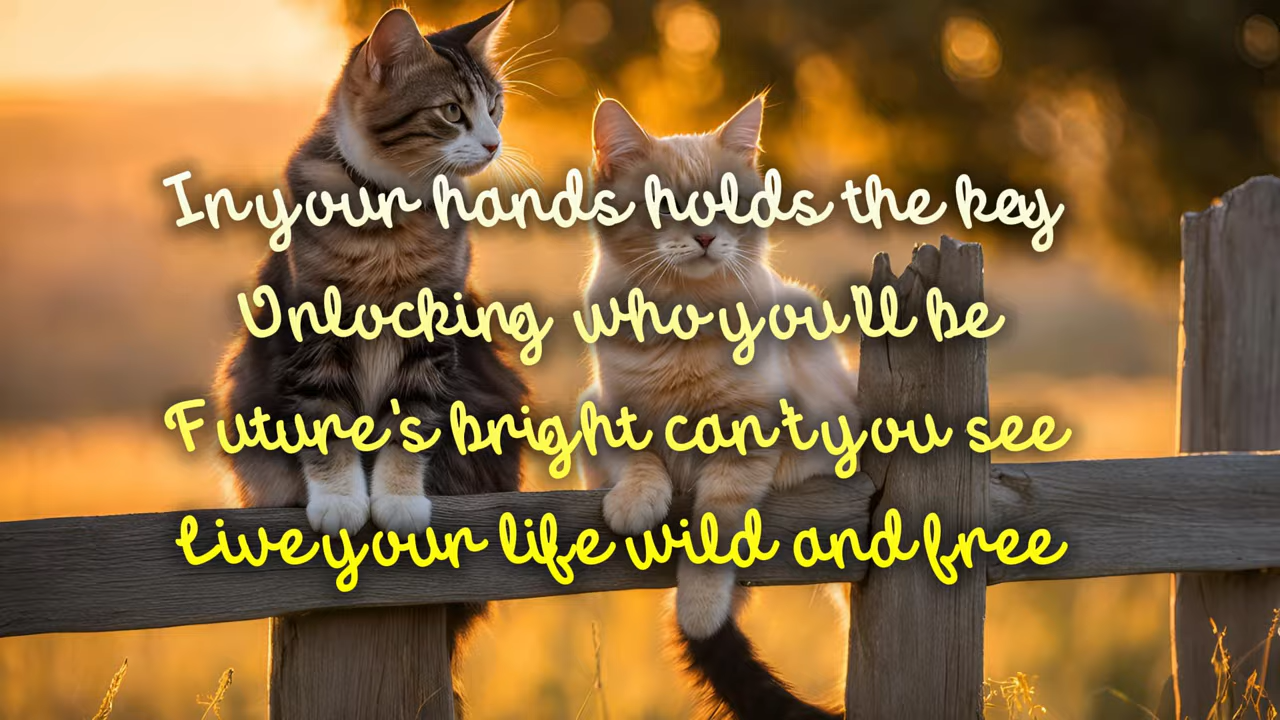 In your hands holds the key
Unlocking who you'll be
Future's bright can't you see
Live your life wild and free